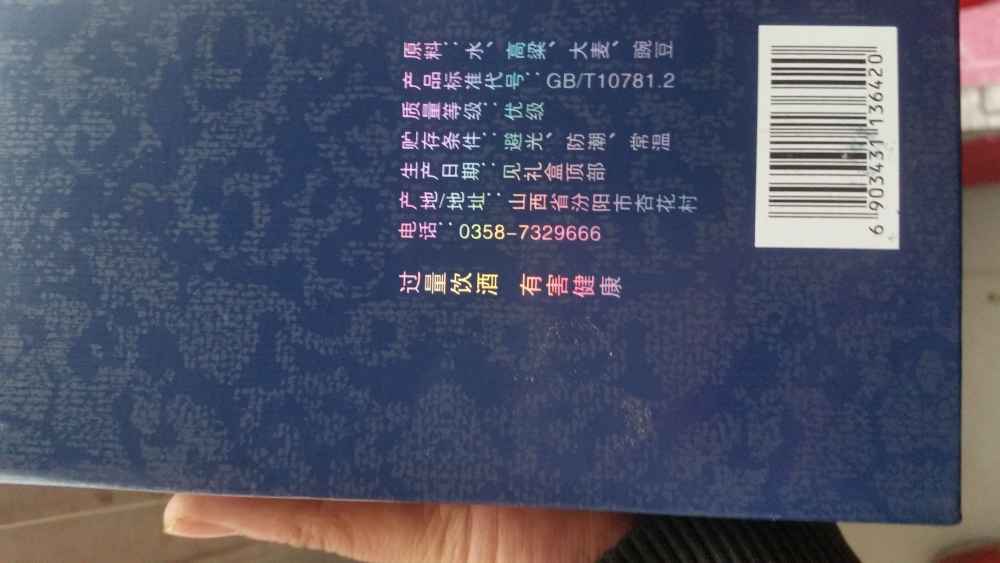 原料：水、高粱、大麦、豌豆
产品标准代号：GB/T10781.2
质量等级：优级
贮存条件：避光、防潮、常温
生产日期：见礼盒顶部
产地/地址：山西省汾阳市杏花村
电话：0358-7329666
过量饮酒 有害健康
6 903431 136420